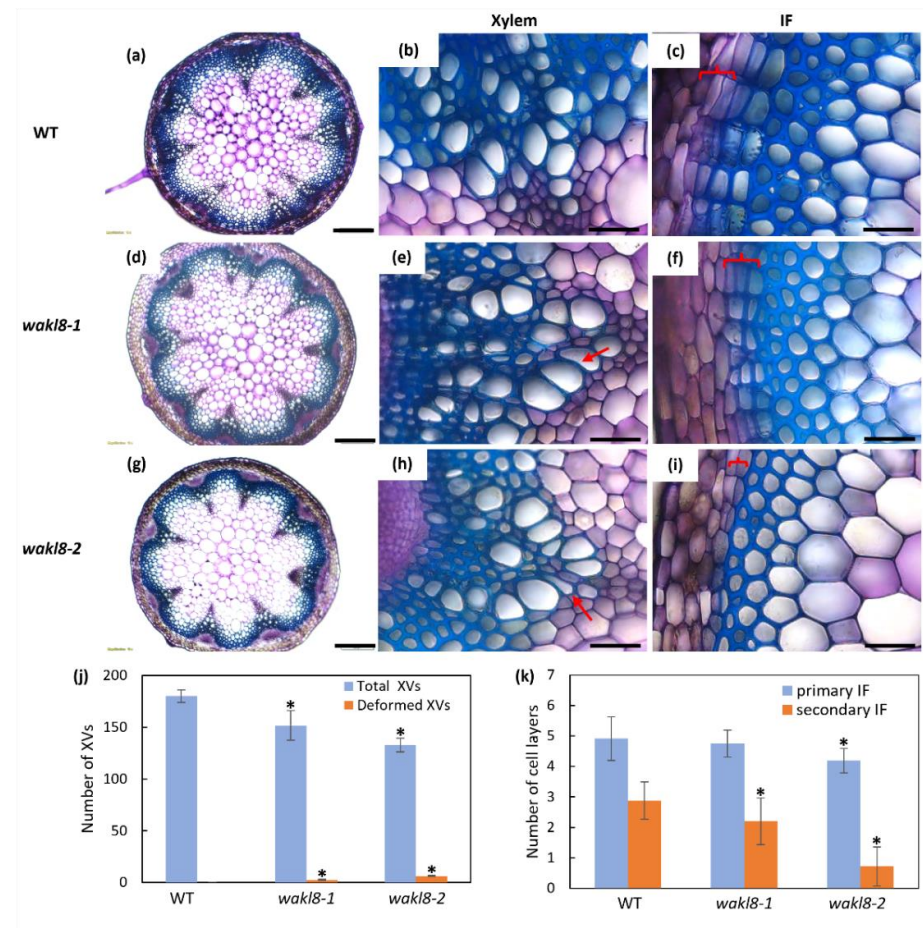 Xylem
IF
(a)
(b)
(c)
WT
(d)
(e)
(f)
wakl8-1
(g)
(h)
(i)
wakl8-2
(j)
200
150
100
50
0
Number of XVs
Total XVs
Deformed XVs
*
*
*
*
WT
wakl8-1
wakl8-2
(k)
7
6
5
4
3
2
1
0
Number of cell layers
primary IF
secondary IF
*
*
*
WT
wakl8-1
wakl8-2